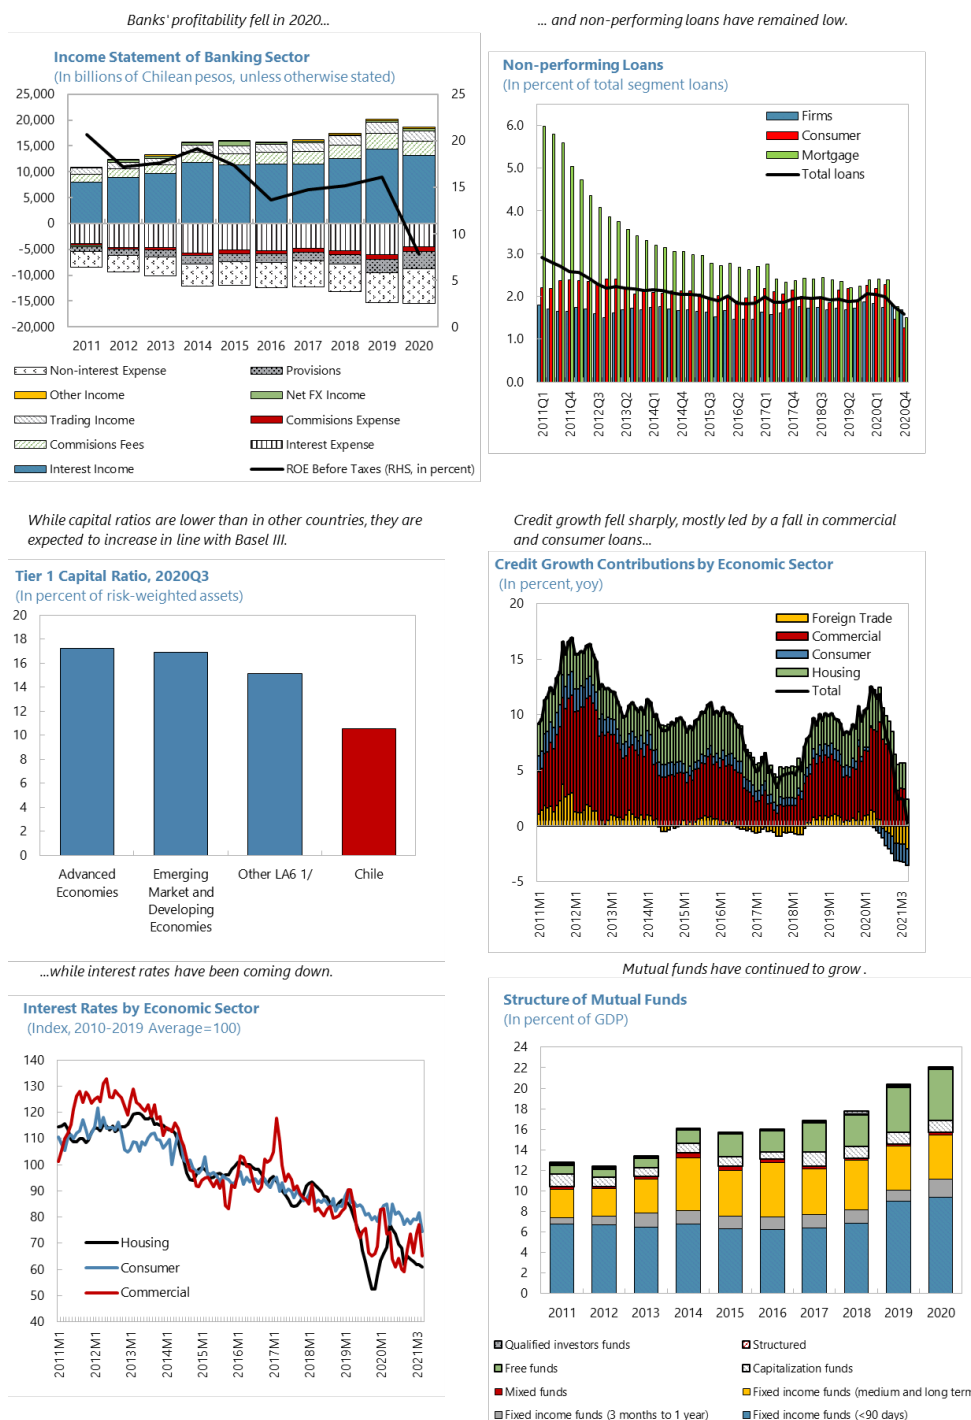 Banks' profitability fell in 2020...
Income Statement of Banking Sector
(In billions of Chilean pesos, unless otherwise stated)
25,000
20,000
15,000
10,000
5,000
0
-5,000
-10,000
-15,000
-20,000
25
20
15
10
5
0
2011 2012 2013 2014 2015 2016 2017 2018 2019 2020
Non-interest Expense
Provisions
Other Income
Net FX Income
Trading Income
Commisions Expense
Commisions Fees
Interest Expense
Interest Income
ROE Before Taxes (RHS, in percent)
... and non-performing loans have remained low.
Non-performing Loans
(In percent of total segment loans)
Firms
Consumer
Mortgage
Total loans
6.0
5.0
4.0
3.0
2.0
1.0
0.0
2011Q1
2011Q4
2012Q3
2013Q2
2014Q1
2014Q4
2015Q3
2016Q2
2017Q1
2017Q4
2018Q3
2019Q2
2020Q1
2020Q4
While capital ratios are lower than in other countries, they are
expected to increase in line with Basel III.
Tier 1 Capital Ratio, 2020Q3
(In percent of risk-weighted assets)
20
18
16
14
12
10
8
6
4
2
0
Advanced
Economies
Emerging
Market and
Developing
Economies
Other LA6 1/
Chile
Credit growth fell sharply, mostly led by a fall in commercial
and consumer loans...
Credit Growth Contributions by Economic Sector
(In percent, yoy)
20
15
10
5
0
-5
Foreign Trade
Commercial
Consumer
Housing
Total
2011M1
2012M1
2013M1
2014M1
2015M1
2016M1
2017M1
2018M1
2019M1
2020M1
2021M3
...while interest rates have been coming down.
Interest Rates by Economic Sector
(Index, 2010-2019 Average=100)
140
130
120
110
100
90
80
70
60
50
40
Housing
Consumer
Commercial
2011M1
2012M1
2013M1
2014M1
2015M1
2016M1
2017M1
2018M1
2019M1
2020M1
2021M3
Mutual funds have continued to grow .
Structure of Mutual Funds
(In percent of GDP)
24
22
20
18
16
14
12
10
8
6
4
2
0
2011 2012 2013 2014 2015 2016 2017 2018 2019 2020
Qualified investors funds
Structured
Free funds
Capitalization funds
Mixed funds
Fixed income funds (medium and long term
Fixed income funds (3 months to 1 year)
Fixed income funds (<90 days)